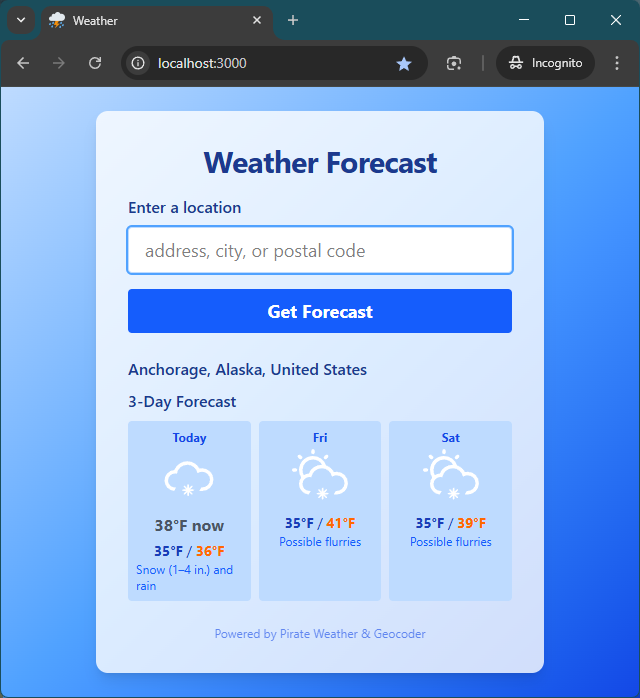 Weather
localhost:3000
Incognito
Weather Forecast
Enter a location
address, city, or postal code
Get Forecast
Anchorage, Alaska, United States
3-Day Forecast
Today
38°F now
35°F / 36°F
Snow (1–4 in.) and
rain
Fri
35°F / 41°F
Possible flurries
Sat
35°F / 39°F
Possible flurries
Powered by Pirate Weather & Geocoder